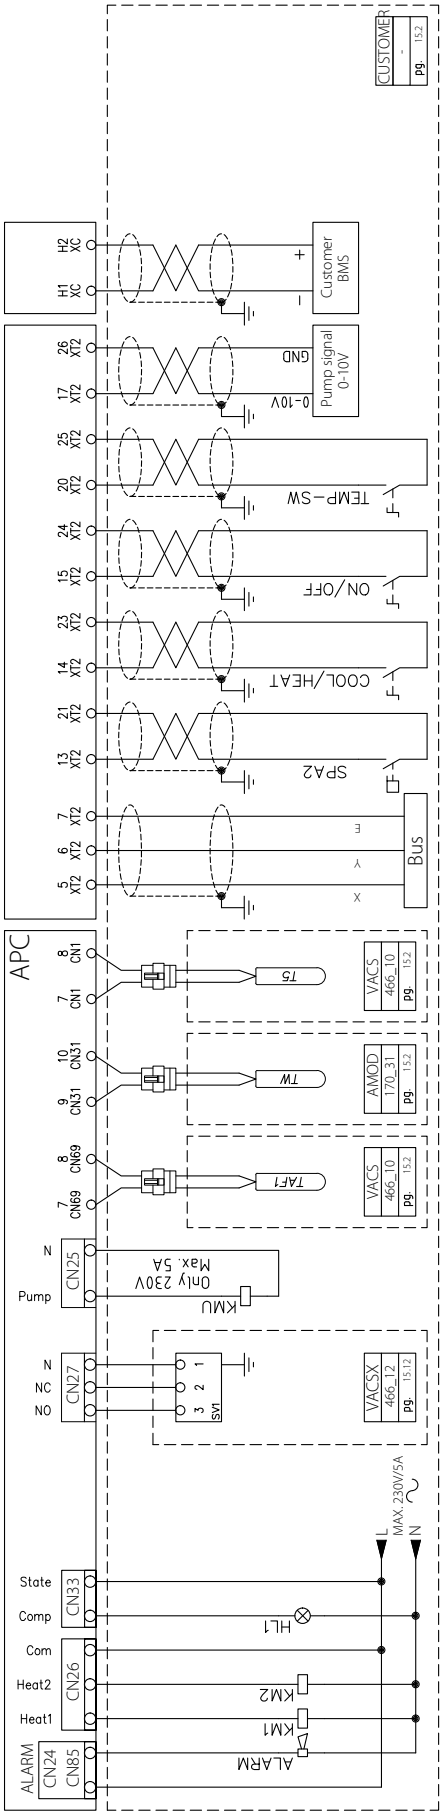 CUSTOMER
-
pg. 15.2
H2
XC
H1
XC
+
-
Customer
BMS
26
XT2
17
XT2
GND
0-10V
Pump signal
0-10V
25
XT2
20
XT2
TEMP-SW
24
XT2
15
XT2
ON/OFF
23
XT2
14
XT2
COOL/HEAT
21
XT2
13
XT2
SPA2
7
XT2
6
XT2
5
XT2
E
Y
X
Bus
APC
8
CN1
7
CN1
T5
VACS
466_10
pg. 15.2
10
CN31
9
CN31
TW
AMOD
170_31
pg. 15.2
8
CN69
7
CN69
TAF1
VACS
466_10
pg. 15.2
N
Pump
CN25
Only 230V
Max. 5A
KMU
N
NC
NO
CN27
1
2
3
SV1
VACSX
466_12
pg. 15.12
MAX. 230V/5A
L
N
State
Comp
CN33
HL1
Com
Heat2
Heat1
CN26
KM2
KM1
ALARM
CN24
CN85
ALARM